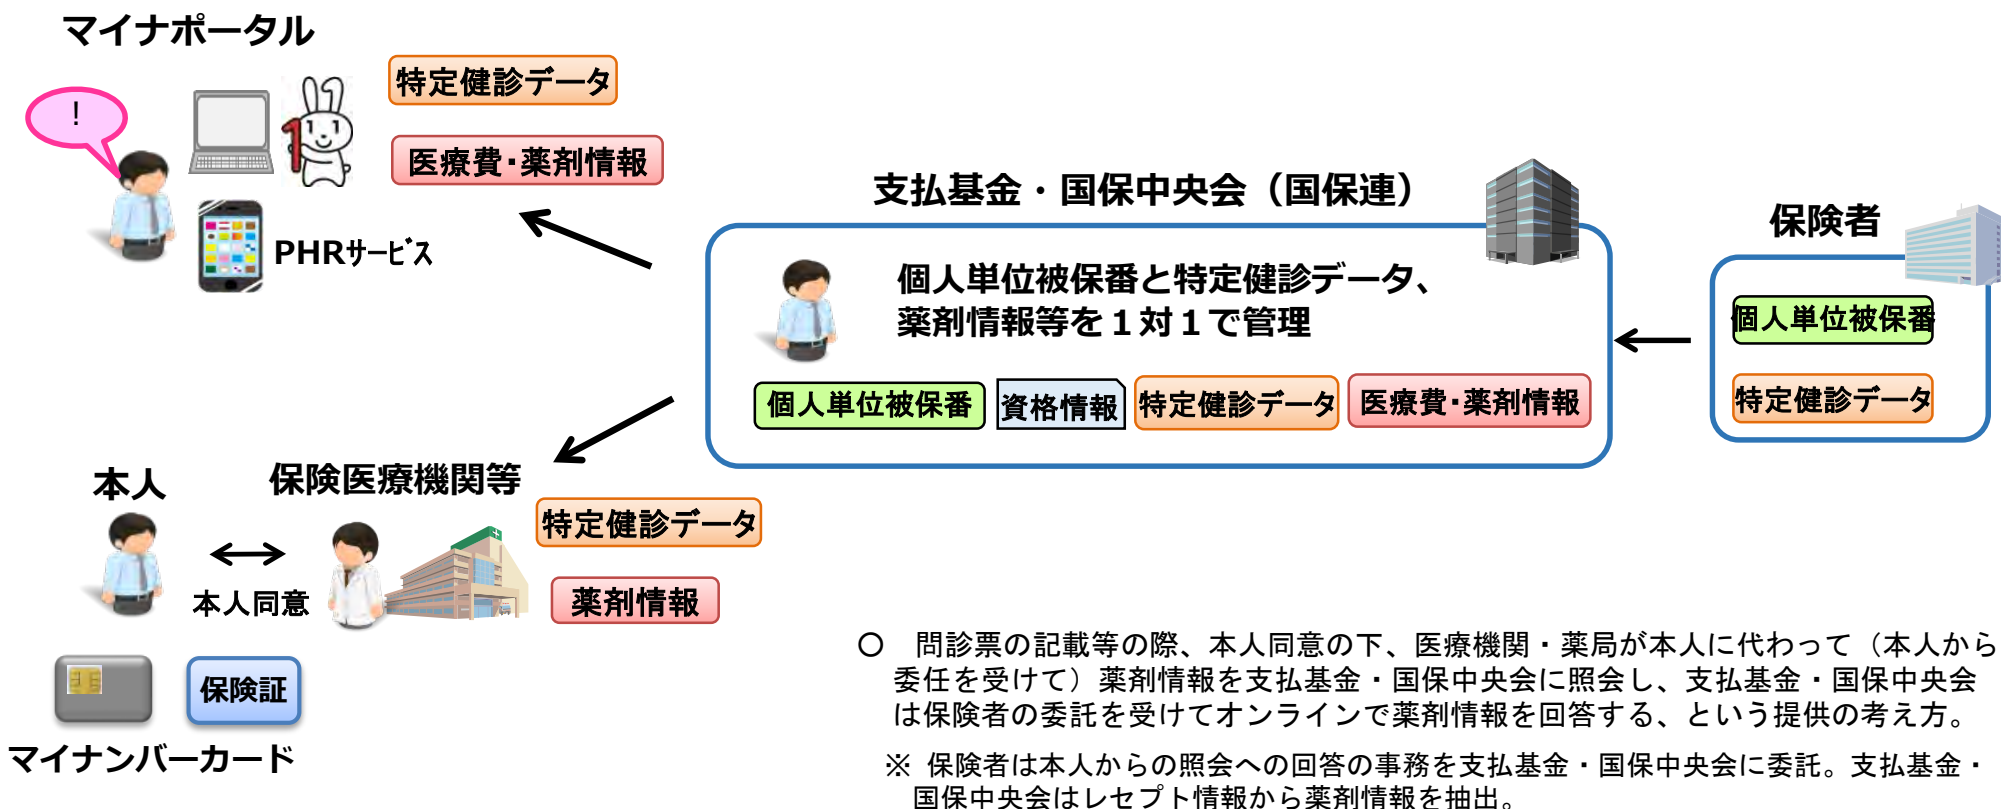 マイナポータル
!
特定健診データ
医療費・薬剤情報
PHRサービス
支払基金・国保中央会（国保連）
個人単位被保番と特定健診データ、
薬剤情報等を１対１で管理
個人単位被保番
資格情報
特定健診データ
医療費・薬剤情報
保険者
個人単位被保番
特定健診データ
本人
保険医療機関等
本人同意
特定健診データ
薬剤情報
保険証
マイナンバーカード
○　問診票の記載等の際、本人同意の下、医療機関・薬局が本人に代わって（本人から
委任を受けて）薬剤情報を支払基金・国保中央会に照会し、支払基金・国保中央会
は保険者の委託を受けてオンラインで薬剤情報を回答する、という提供の考え方。
※ 保険者は本人からの照会への回答の事務を支払基金・国保中央会に委託。支払基金・
国保中央会はレセプト情報から薬剤情報を抽出。